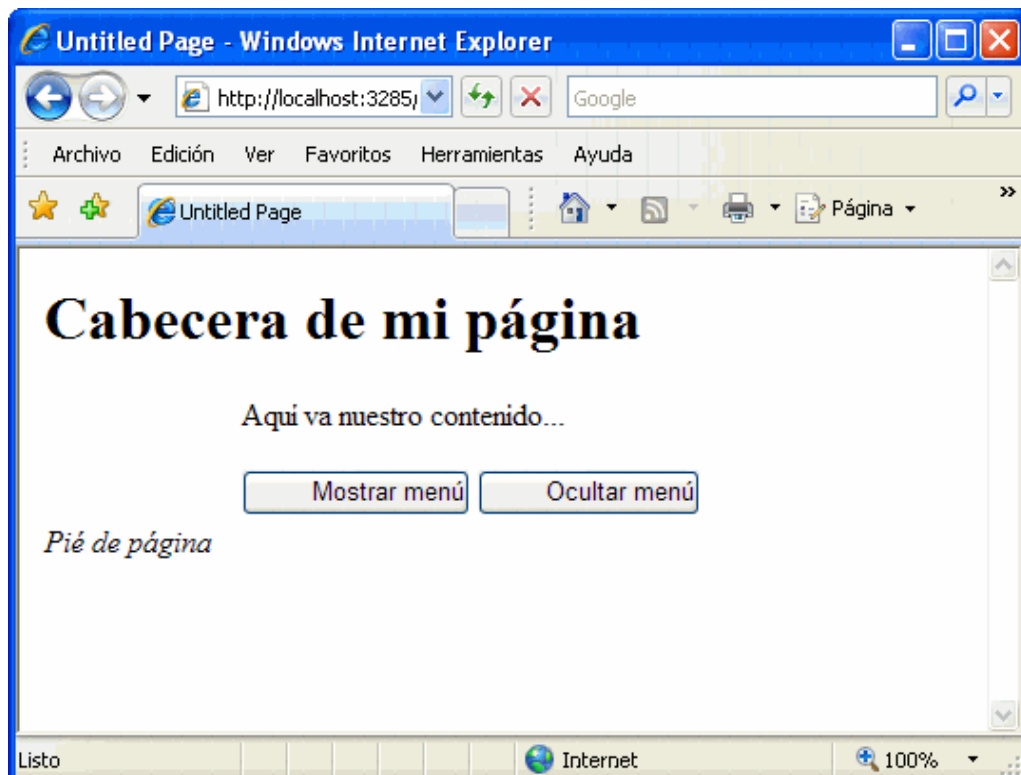 Untitled Page - Windows Internet Explorer
http://localhost:3285/
Google
Archivo Edición Ver Favoritos Herramientas Ayuda
Untitled Page
Página
Cabecera de mi página
Aqui va nuestro contenido...
Mostrar menú Ocultar menú
Pié de página
Listo
Internet
100%